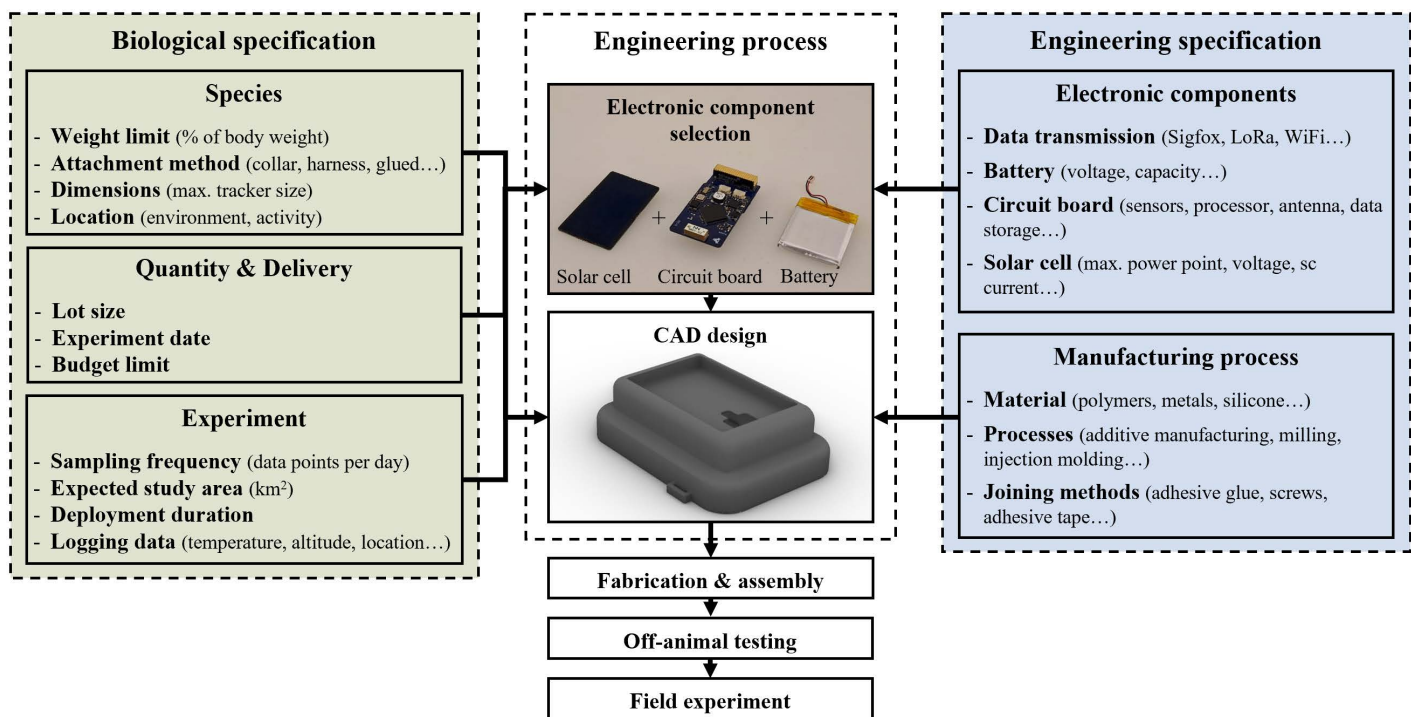 Biological specification
Species
- Weight limit (% of body weight)
- Attachment method (collar, harness, glued…)
- Dimensions (max. tracker size)
- Location (environment, activity)
Quantity & Delivery
- Lot size
- Experiment date
- Budget limit
Experiment
- Sampling frequency (data points per day)
- Expected study area (km²)
- Deployment duration
- Logging data (temperature, altitude, location…)
Engineering process
Electronic component
selection
+ +
Solar cell Circuit board Battery
CAD design
Fabrication & assembly
Off-animal testing
Field experiment
Engineering specification
Electronic components
- Data transmission (Sigfox, LoRa, WiFi…)
- Battery (voltage, capacity…)
- Circuit board (sensors, processor, antenna, data
storage…)
- Solar cell (max. power point, voltage, sc
current…)
Manufacturing process
- Material (polymers, metals, silicone…)
- Processes (additive manufacturing, milling,
injection molding…)
- Joining methods (adhesive glue, screws,
adhesive tape…)